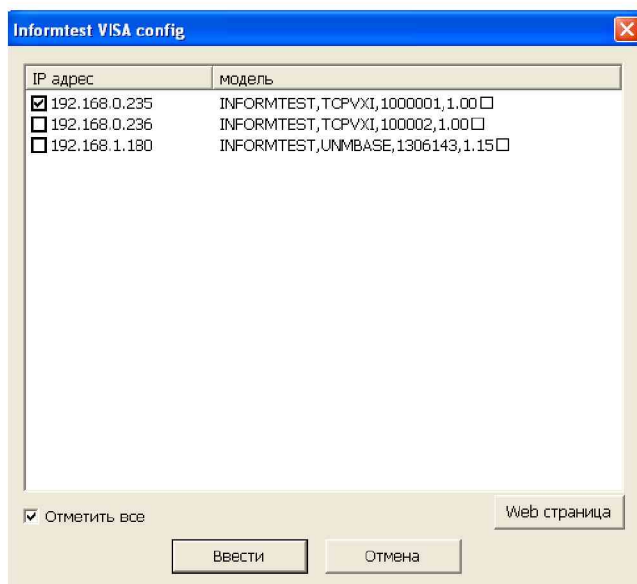 Informtest VISA config
IP адрес модель
192.168.0.235 INFORMTEST,TCPVXI,1000001,1.00□
192.168.0.236 INFORMTEST,TCPVXI,100002,1.00□
192.168.1.180 INFORMTEST,UNMBASE,1306143,1.15□
Отметить все
Web страница
Ввести Отмена